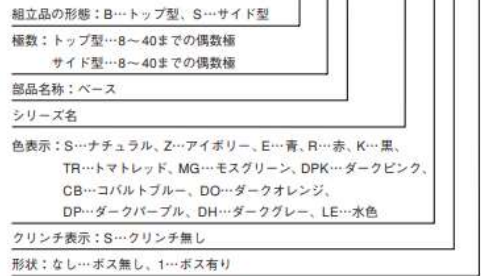 組立品の形態：B…トップ型、S…サイド型
極数：トップ型…8～40までの偶数極
サイド型…8～40までの偶数極
部品名称：ベース
シリーズ名
色表示：S…ナチュラル、Z…アイボリー、E…青、R…赤、K…黒、
TR…トマトレッド、MG…モスグリーン、DPK…ダークピンク、
CB…コバルトブルー、DO…ダークオレンジ、
DP…ダークパープル、DH…ダークグレー、LE…水色
クリンチ表示：S…クリンチ無し
形状：なし…ボス無し、1…ボス有り